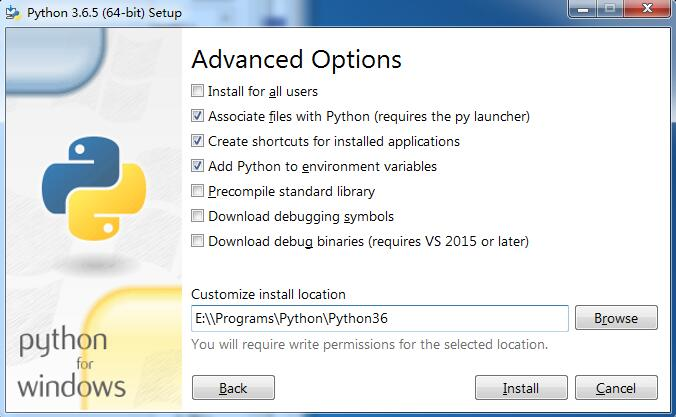 Python 3.6.5 (64-bit) Setup
Advanced Options
Install for all users
Associate files with Python (requires the py launcher)
Create shortcuts for installed applications
Add Python to environment variables
Precompile standard library
Download debugging symbols
Download debug binaries (requires VS 2015 or later)
Customize install location
E:\\Programs\Python\Python36
Browse
You will require write permissions for the selected location.
python
for
windows
Back
Install
Cancel